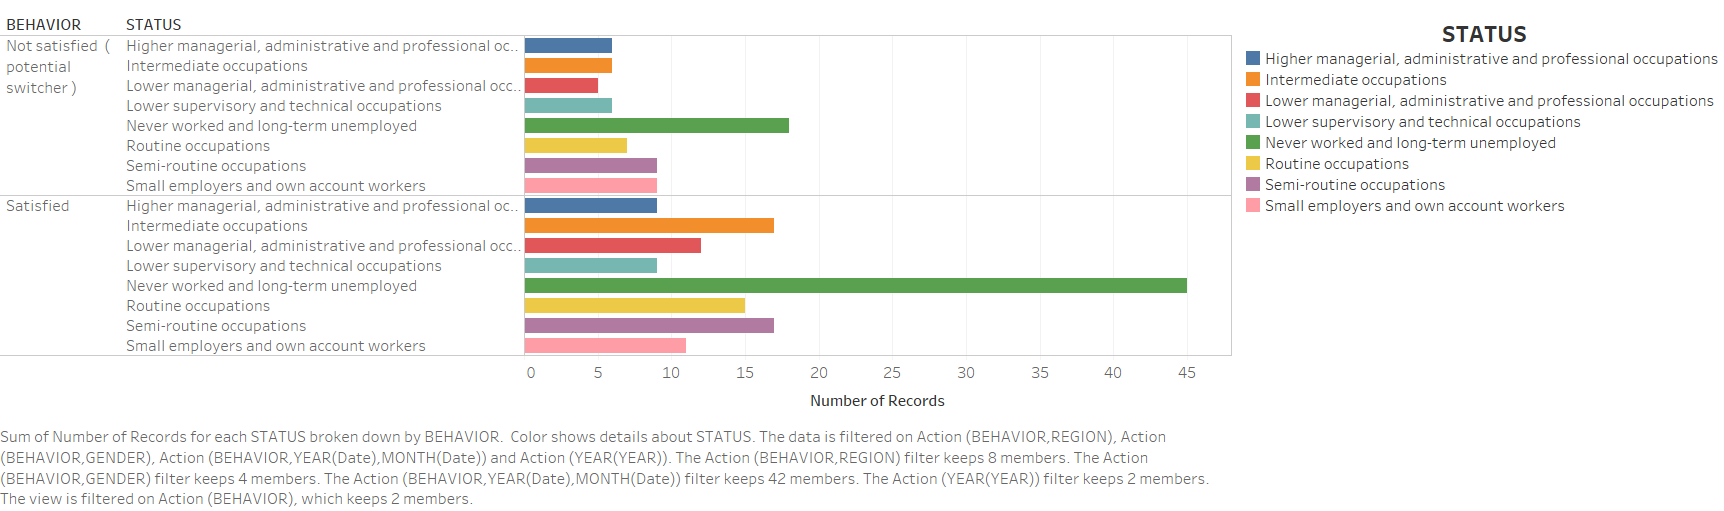 BEHAVIOR STATUS
Not satisfied ( potential switcher )
Higher managerial, administrative and professional oc..
Intermediate occupations
Lower managerial, administrative and professional occ..
Lower supervisory and technical occupations
Never worked and long-term unemployed
Routine occupations
Semi-routine occupations
Small employers and own account workers
Satisfied
Higher managerial, administrative and professional oc..
Intermediate occupations
Lower managerial, administrative and professional occ..
Lower supervisory and technical occupations
Never worked and long-term unemployed
Routine occupations
Semi-routine occupations
Small employers and own account workers
0 5 10 15 20 25 30 35 40 45
Number of Records
STATUS
Higher managerial, administrative and professional occupations
Intermediate occupations
Lower managerial, administrative and professional occupations
Lower supervisory and technical occupations
Never worked and long-term unemployed
Routine occupations
Semi-routine occupations
Small employers and own account workers
Sum of Number of Records for each STATUS broken down by BEHAVIOR.  Color shows details about STATUS. The data is filtered on Action (BEHAVIOR,REGION), Action
(BEHAVIOR,GENDER), Action (BEHAVIOR,YEAR(Date),MONTH(Date)) and Action (YEAR(YEAR)). The Action (BEHAVIOR,REGION) filter keeps 8 members. The Action
(BEHAVIOR,GENDER) filter keeps 4 members. The Action (BEHAVIOR,YEAR(Date),MONTH(Date)) filter keeps 42 members. The Action (YEAR(YEAR)) filter keeps 2 members.
The view is filtered on Action (BEHAVIOR), which keeps 2 members.